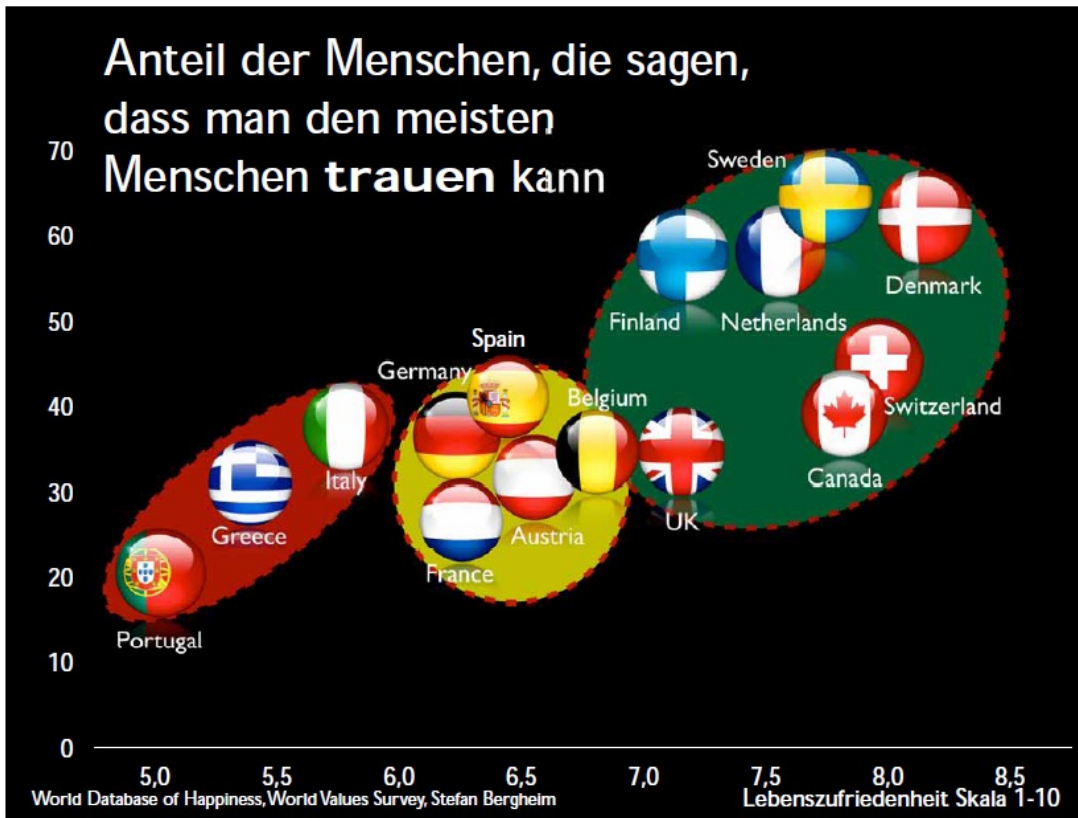 Anteil der Menschen, die sagen,
dass man den meisten
Menschen trauen kann
70
60
50
40
30
20
10
0
Sweden
Denmark
Finland
Netherlands
Spain
Germany
Belgium
Switzerland
Canada
Italy
UK
Greece
Austria
France
Portugal
5,0 5,5 6,0 6,5 7,0 7,5 8,0 8,5
World Database of Happiness, World Values Survey, Stefan Bergheim
Lebenszufriedenheit Skala 1-10